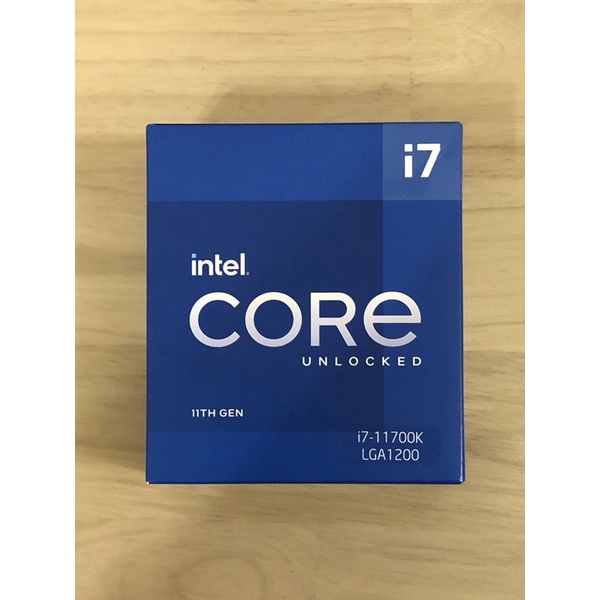 i7
intel.
CORe
UNLOCKED
11TH GEN
i7-11700K
LGA1200